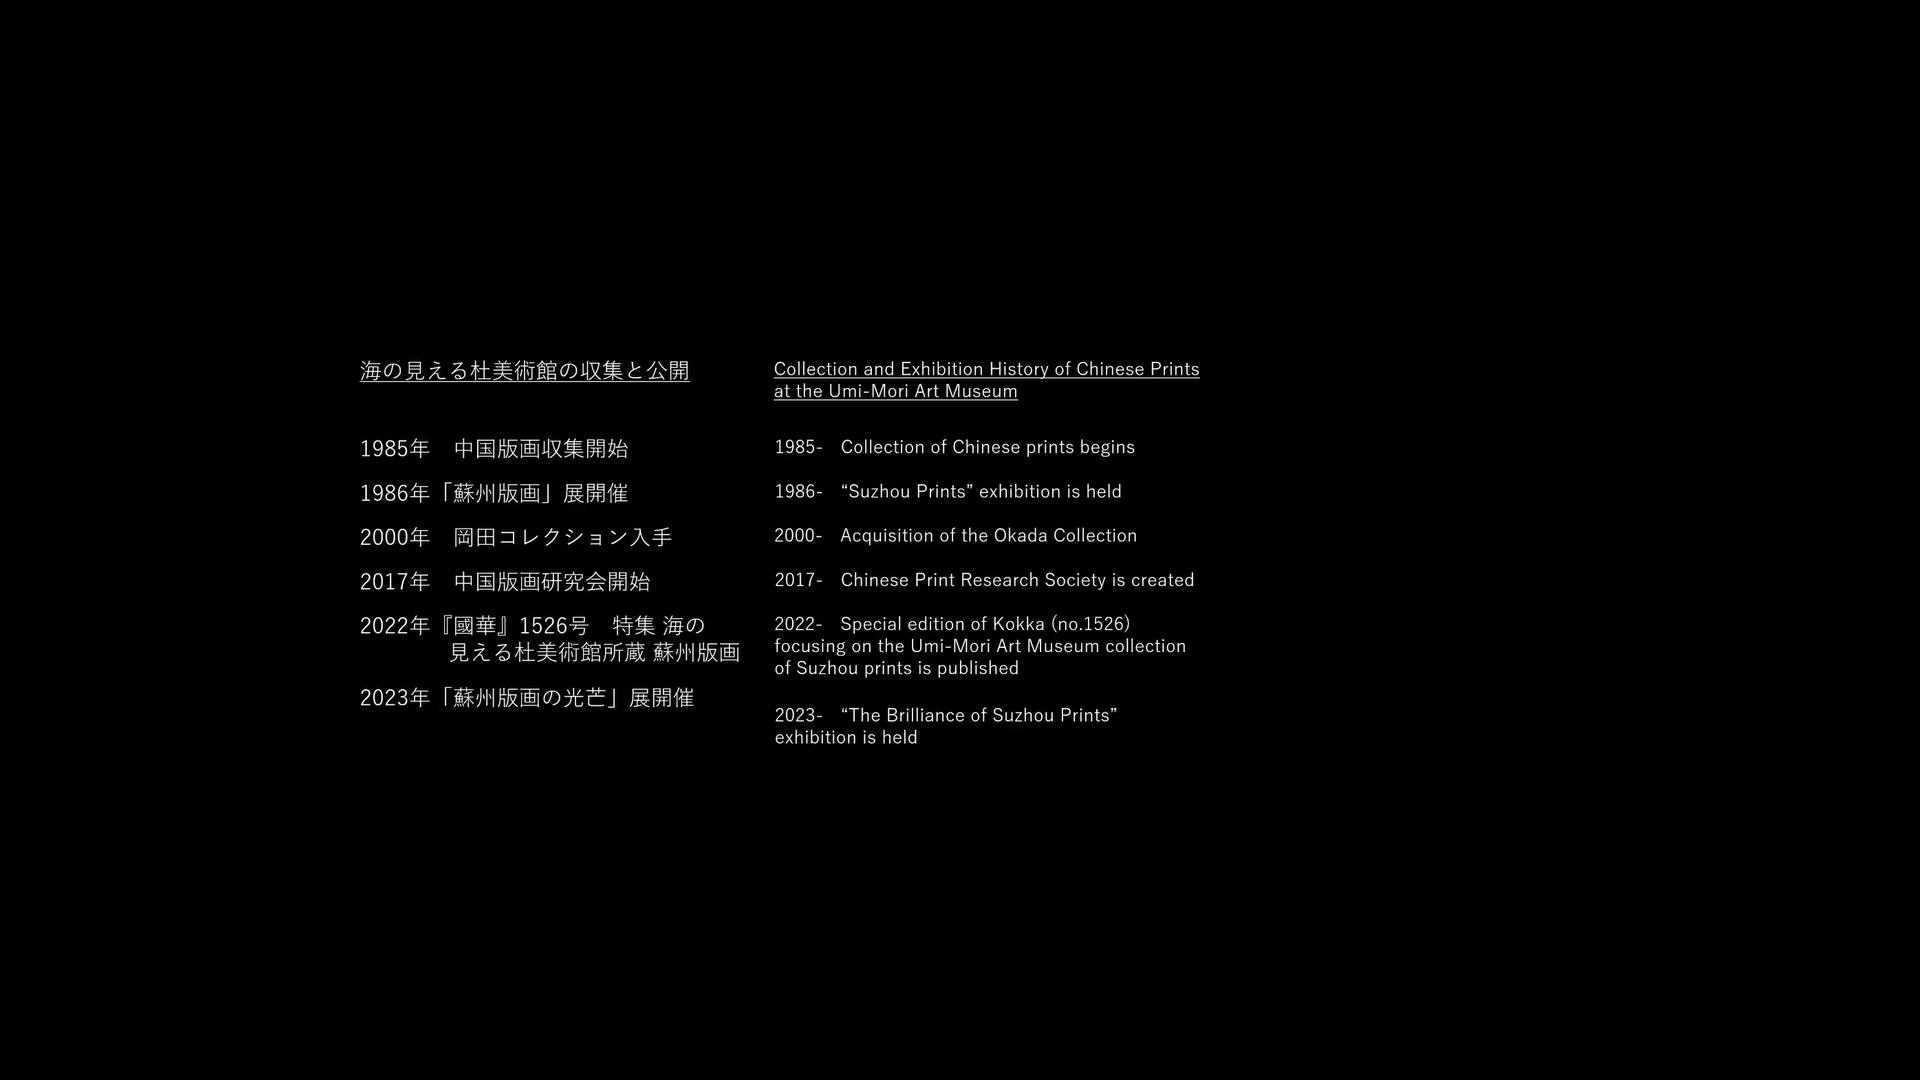 海の見える杜美術館の収集と公開
1985年　中国版画収集開始
1986年「蘇州版画」展開催
2000年　岡田コレクション入手
2017年　中国版画研究会開始
2022年『國華』1526号　特集 海の
見える杜美術館所蔵 蘇州版画
2023年「蘇州版画の光芒」展開催
Collection and Exhibition History of Chinese Prints
at the Umi-Mori Art Museum
1985- Collection of Chinese prints begins
1986- “Suzhou Prints” exhibition is held
2000- Acquisition of the Okada Collection
2017- Chinese Print Research Society is created
2022- Special edition of Kokka (no.1526)
focusing on the Umi-Mori Art Museum collection
of Suzhou prints is published
2023- “The Brilliance of Suzhou Prints”
exhibition is held